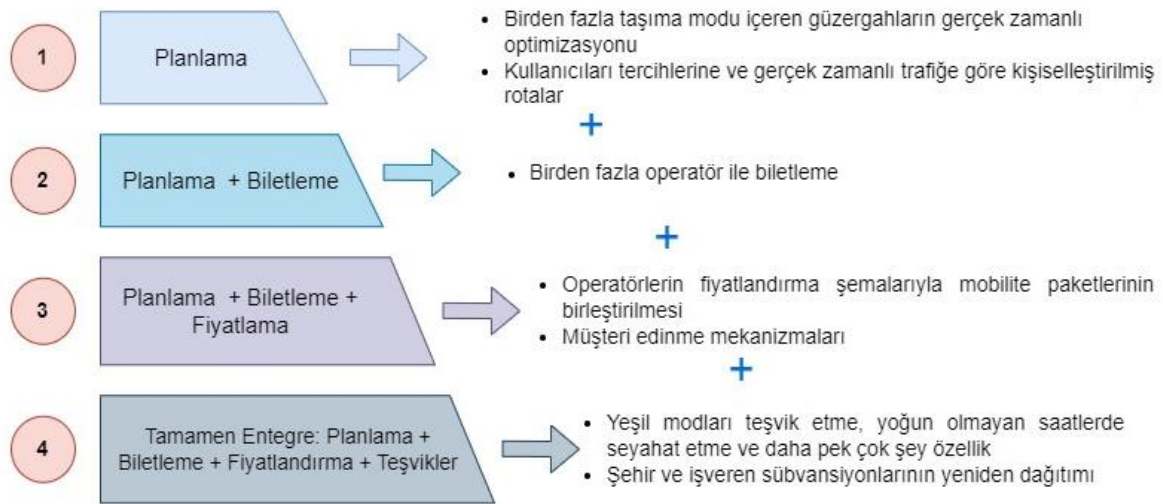 1
Planlama
• Birden fazla taşıma modu içeren güzergahların gerçek zamanlı
optimizasyonu
• Kullanıcıları tercihlerine ve gerçek zamanlı trafiğe göre kişiselleştirilmiş
rotalar
+
2
Planlama + Biletleme
• Birden fazla operatör ile biletleme
+
3
Planlama + Biletleme +
Fiyatlama
• Operatörlerin fiyatlandırma şemalarıyla mobilite paketlerinin
birleştirilmesi
• Müşteri edinme mekanizmaları
+
4
Tamamen Entegre: Planlama +
Biletleme + Fiyatlandırma + Teşvikler
• Yeşil modları teşvik etme, yoğun olmayan saatlerde
seyahat etme ve daha pek çok şey özellik
• Şehir ve işveren sübvansiyonlarının yeniden dağıtımı